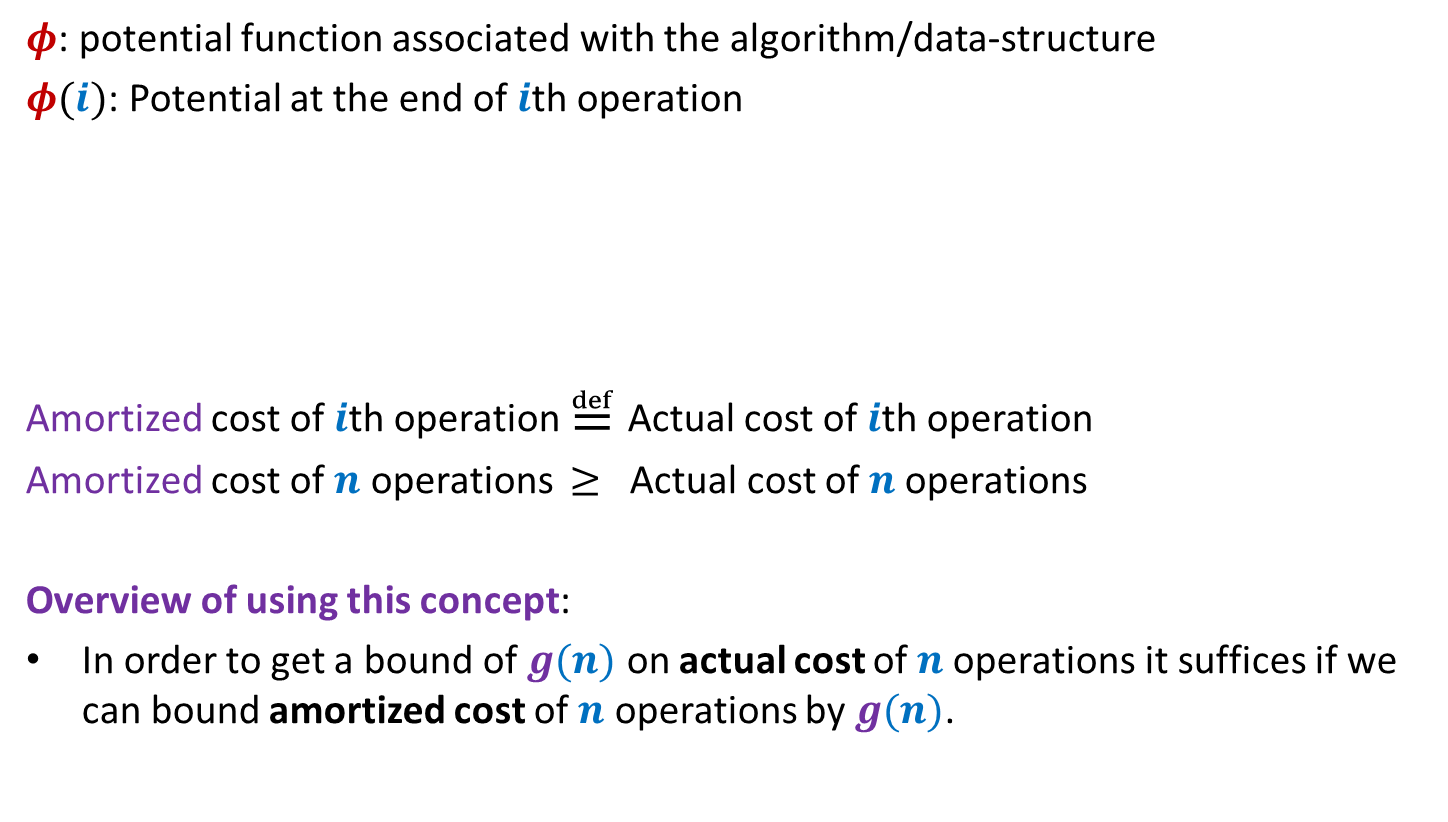 ϕ: potential function associated with the algorithm/data-structure
ϕ(i): Potential at the end of ith operation
Amortized cost of ith operation ≝ Actual cost of ith operation
Amortized cost of n operations ≥ Actual cost of n operations
Overview of using this concept:
• In order to get a bound of g(n) on actual cost of n operations it suffices if we
can bound amortized cost of n operations by g(n).